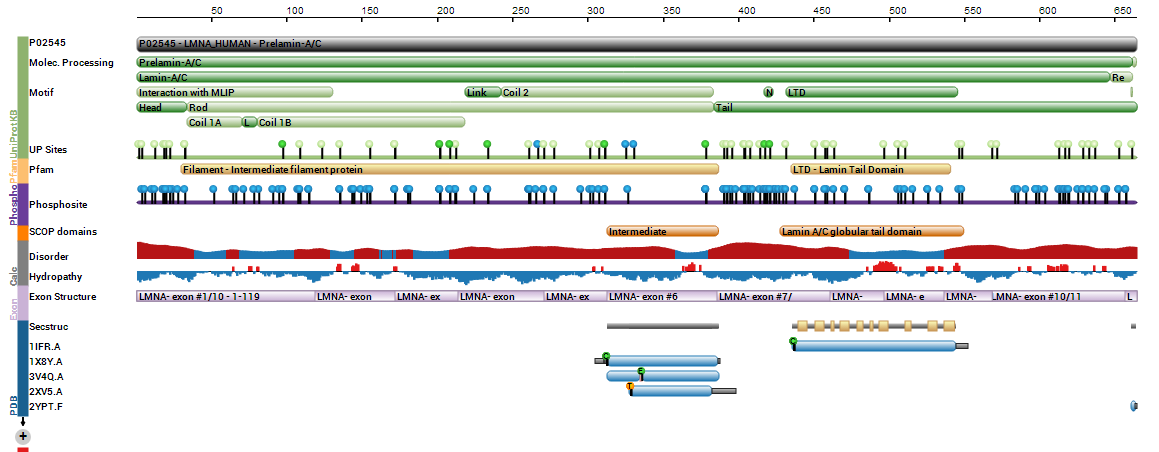 50 100 150 200 250 300 350 400 450 500 550 600 650
P02545 P02545 - LMNA_HUMAN - Prelamin-A/C
Molec. Processing Prelamin-A/C
Lamin-A/C Re
Motif Interaction with MLIP Link Coil 2 N LTD
Head Rod Tail
Coil 1A L Coil 1B
UniProtKB
UP Sites
Pfam
Pfam Filament - Intermediate filament protein LTD - Lamin Tail Domain
Phospho
Phosphosite
SCOP domains Intermediate Lamin A/C globular tail domain
Disorder
Calc
Hydropathy
Exon
Exon Structure LMNA- exon #1/10 - 1-119 LMNA- exon LMNA- ex LMNA- exon LMNA- ex LMNA- exon #6 LMNA- exon #7/ LMNA- LMNA- e LMNA- LMNA- exon #10/11 L
Secstruc
1IFR.A C
1X8Y.A C
3V4Q.A E
2XV5.A T
PDB
2YPT.F
+